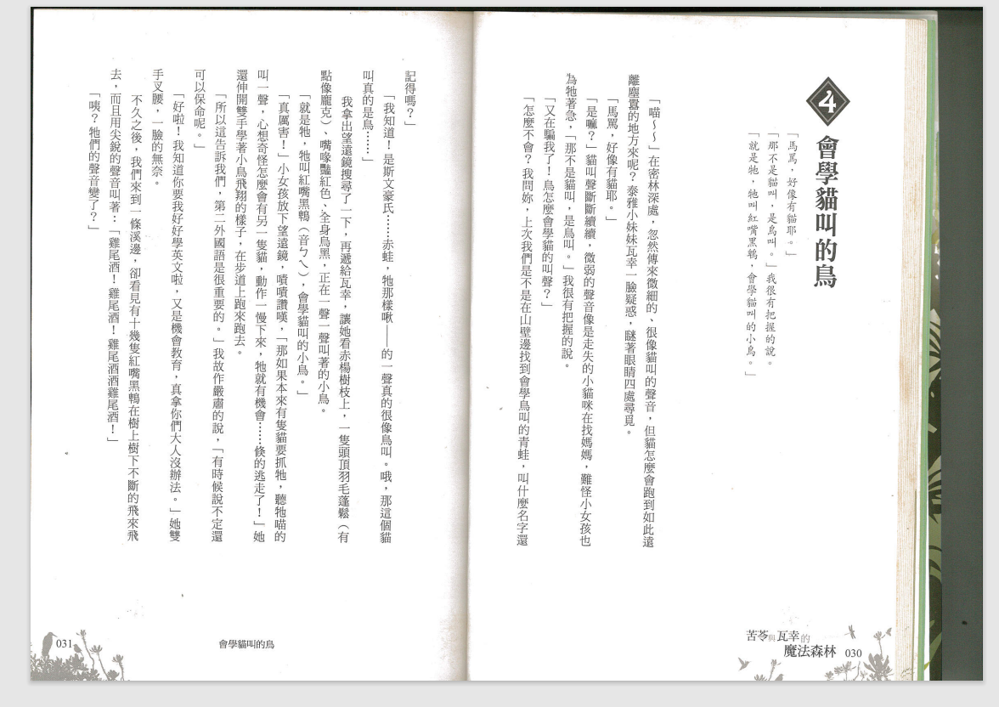 4
會學貓叫的鳥
「馬罵，好像有貓耶。」
「那不是貓叫，是鳥叫。」我很有把握的說。
「就是牠，牠叫紅嘴黑鵯，會學貓叫的小鳥。」
「喵～～」在密林深處，忽然傳來微細的、很像貓叫的聲音，但貓怎麼會跑到如此遠
離塵囂的地方來呢？泰雅小妹妹瓦幸一臉疑惑，瞇著眼睛四處尋覓。
「馬罵，好像有貓耶。」
「是嘛？」貓叫聲斷斷續續，微弱的聲音像是走失的小貓咪在找媽媽，難怪小女孩也
為牠著急，「那不是貓叫，是鳥叫。」我很有把握的說。
「又在騙我了！鳥怎麼會學貓的叫聲？」
「怎麼不會？我問妳，上次我們是不是在山壁邊找到會學鳥叫的青蛙，叫什麼名字還
苦苓與瓦幸的
魔法森林 030
記得嗎？」
「我知道！是斯文豪氏……赤蛙，牠那樣啾——的一聲真的很像鳥叫。哦，那這個貓
叫真的是鳥……」
我拿出望遠鏡搜尋了一下，再遞給瓦幸，讓她看赤楊樹枝上，一隻頭頂羽毛蓬鬆（有
點像龐克）、嘴喙豔紅色、全身烏黑，正在一聲一聲叫著的小鳥。
「就是牠，牠叫紅嘴黑鵯（音ㄅㄟ），會學貓叫的小鳥。」
「真厲害！」小女孩放下望遠鏡，嘖嘖讚嘆，「那如果本來有隻貓要抓牠，聽牠喵的
叫一聲，心想奇怪怎麼會有另一隻貓，動作一慢下來，牠就有機會……倏的逃走了！」她
還伸開雙手學著小鳥飛翔的樣子，在步道上跑來跑去。
「所以這告訴我們，第二外國語是很重要的。」我故作嚴肅的說，「有時候說不定還
可以保命呢。」
「好啦！我知道你要我好好學英文啦，又是機會教育，真拿你們大人沒辦法。」她雙
手叉腰，一臉的無奈。
不久之後，我們來到一條溪邊，卻看見有十幾隻紅嘴黑鵯在樹上樹下不斷的飛來飛
去，而且用尖銳的聲音叫著：「雞尾酒！雞尾酒！雞尾酒酒雞尾酒！」
「咦？牠們的聲音變了？」
會學貓叫的鳥
031